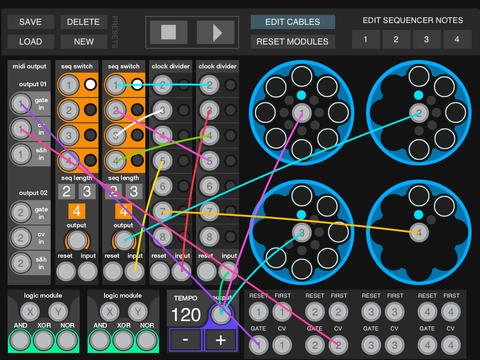 SAVE DELETE
LOAD NEW
PRESETS
EDIT CABLES
RESET MODULES
EDIT SEQUENCER NOTES
1 2 3 4
midi output seq switch seq switch clock divider clock divider
output 01
1 1 1 2 2
gate in
1 2 2 3 3
cv in
1 3 3 4 4
s&h in
1 4 4 5 5
seq length seq length
2 3 2 3 6 6
output 02
4 4 7 7
2 gate in
output output
2 cv in
8 8
reset input reset input reset input reset input
2 s&h in
1 2 3 4
logic module logic module
X Y X Y
AND XOR NOR AND XOR NOR
TEMPO output
120
- +
RESET FIRST RESET FIRST RESET FIRST RESET FIRST
1 1 2 2 3 3 4 4
GATE CV GATE CV GATE CV GATE CV
1 1 2 2 3 3 4 4